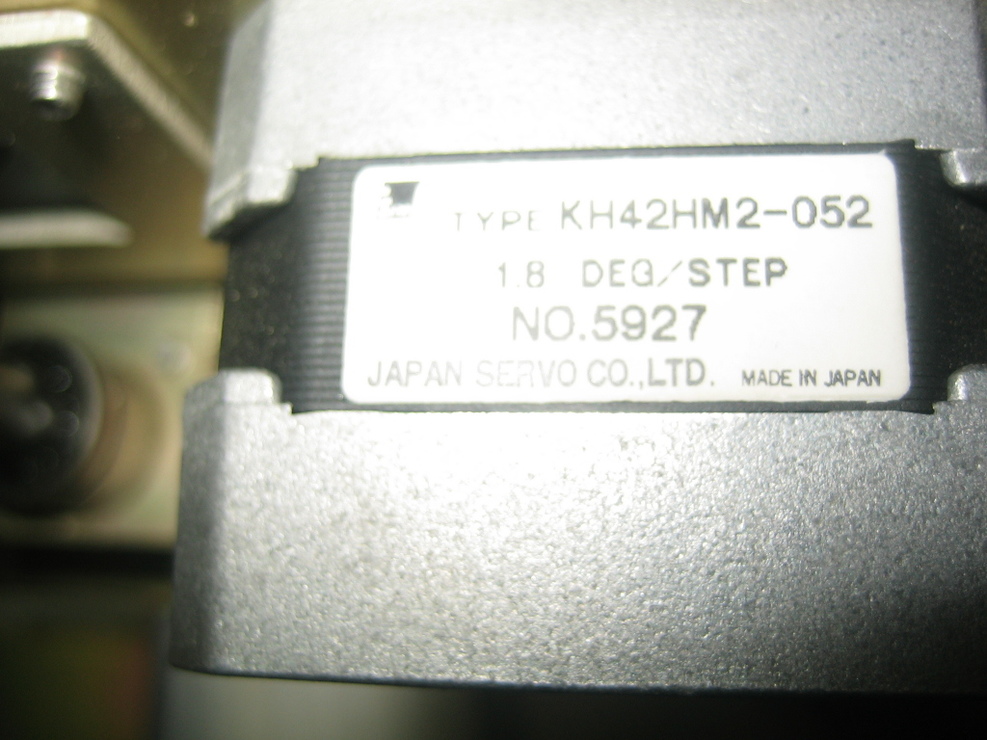 TYPE KH42HM2-052
1.8 DEG/STEP
NO.5927
JAPAN SERVO CO.,LTD. MADE IN JAPAN